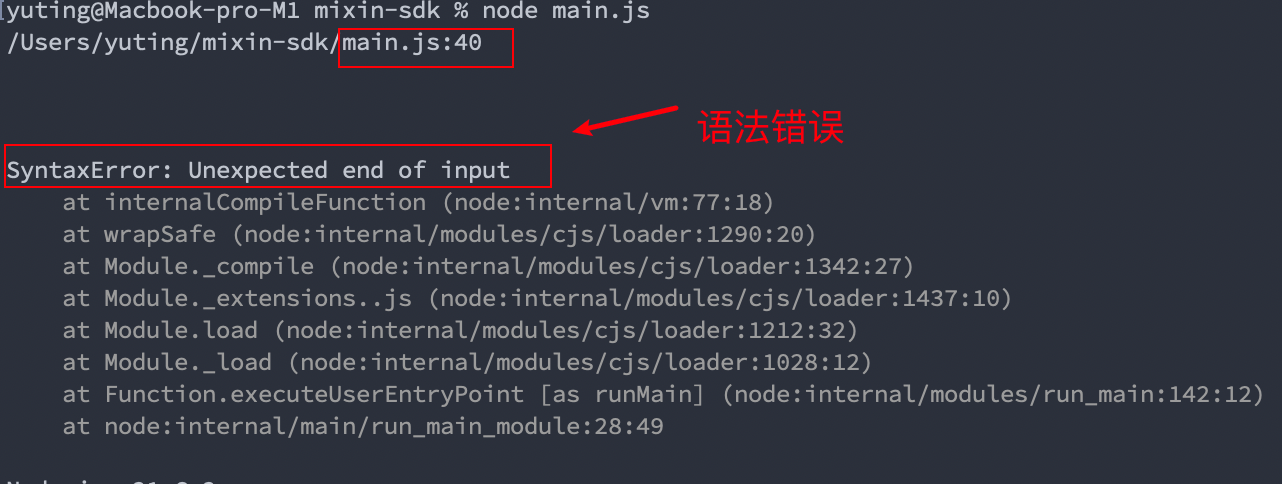 [yuting@Macbook-pro-M1 mixin-sdk % node main.js
/Users/yuting/mixin-sdk/main.js:40
语法错误
SyntaxError: Unexpected end of input
at internalCompileFunction (node:internal/vm:77:18)
at wrapSafe (node:internal/modules/cjs/loader:1290:20)
at Module._compile (node:internal/modules/cjs/loader:1342:27)
at Module._extensions..js (node:internal/modules/cjs/loader:1437:10)
at Module.load (node:internal/modules/cjs/loader:1212:32)
at Module._load (node:internal/modules/cjs/loader:1028:12)
at Function.executeUserEntryPoint [as runMain] (node:internal/modules/run_main:142:12)
at node:internal/main/run_main_module:28:49